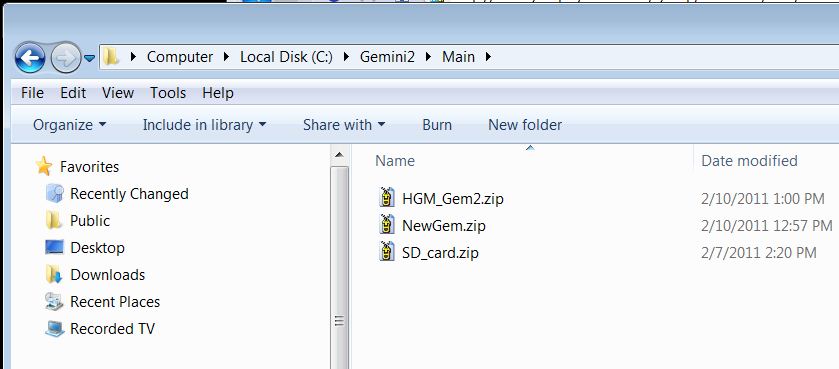 Computer Local Disk (C:) Gemini2 Main
File Edit View Tools Help
Organize Include in library Share with Burn New folder
Favorites
Recently Changed
Public
Desktop
Downloads
Recent Places
Recorded TV
Name Date modified
HGM_Gem2.zip 2/10/2011 1:00 PM
NewGem.zip 2/10/2011 12:57 PM
SD_card.zip 2/7/2011 2:20 PM